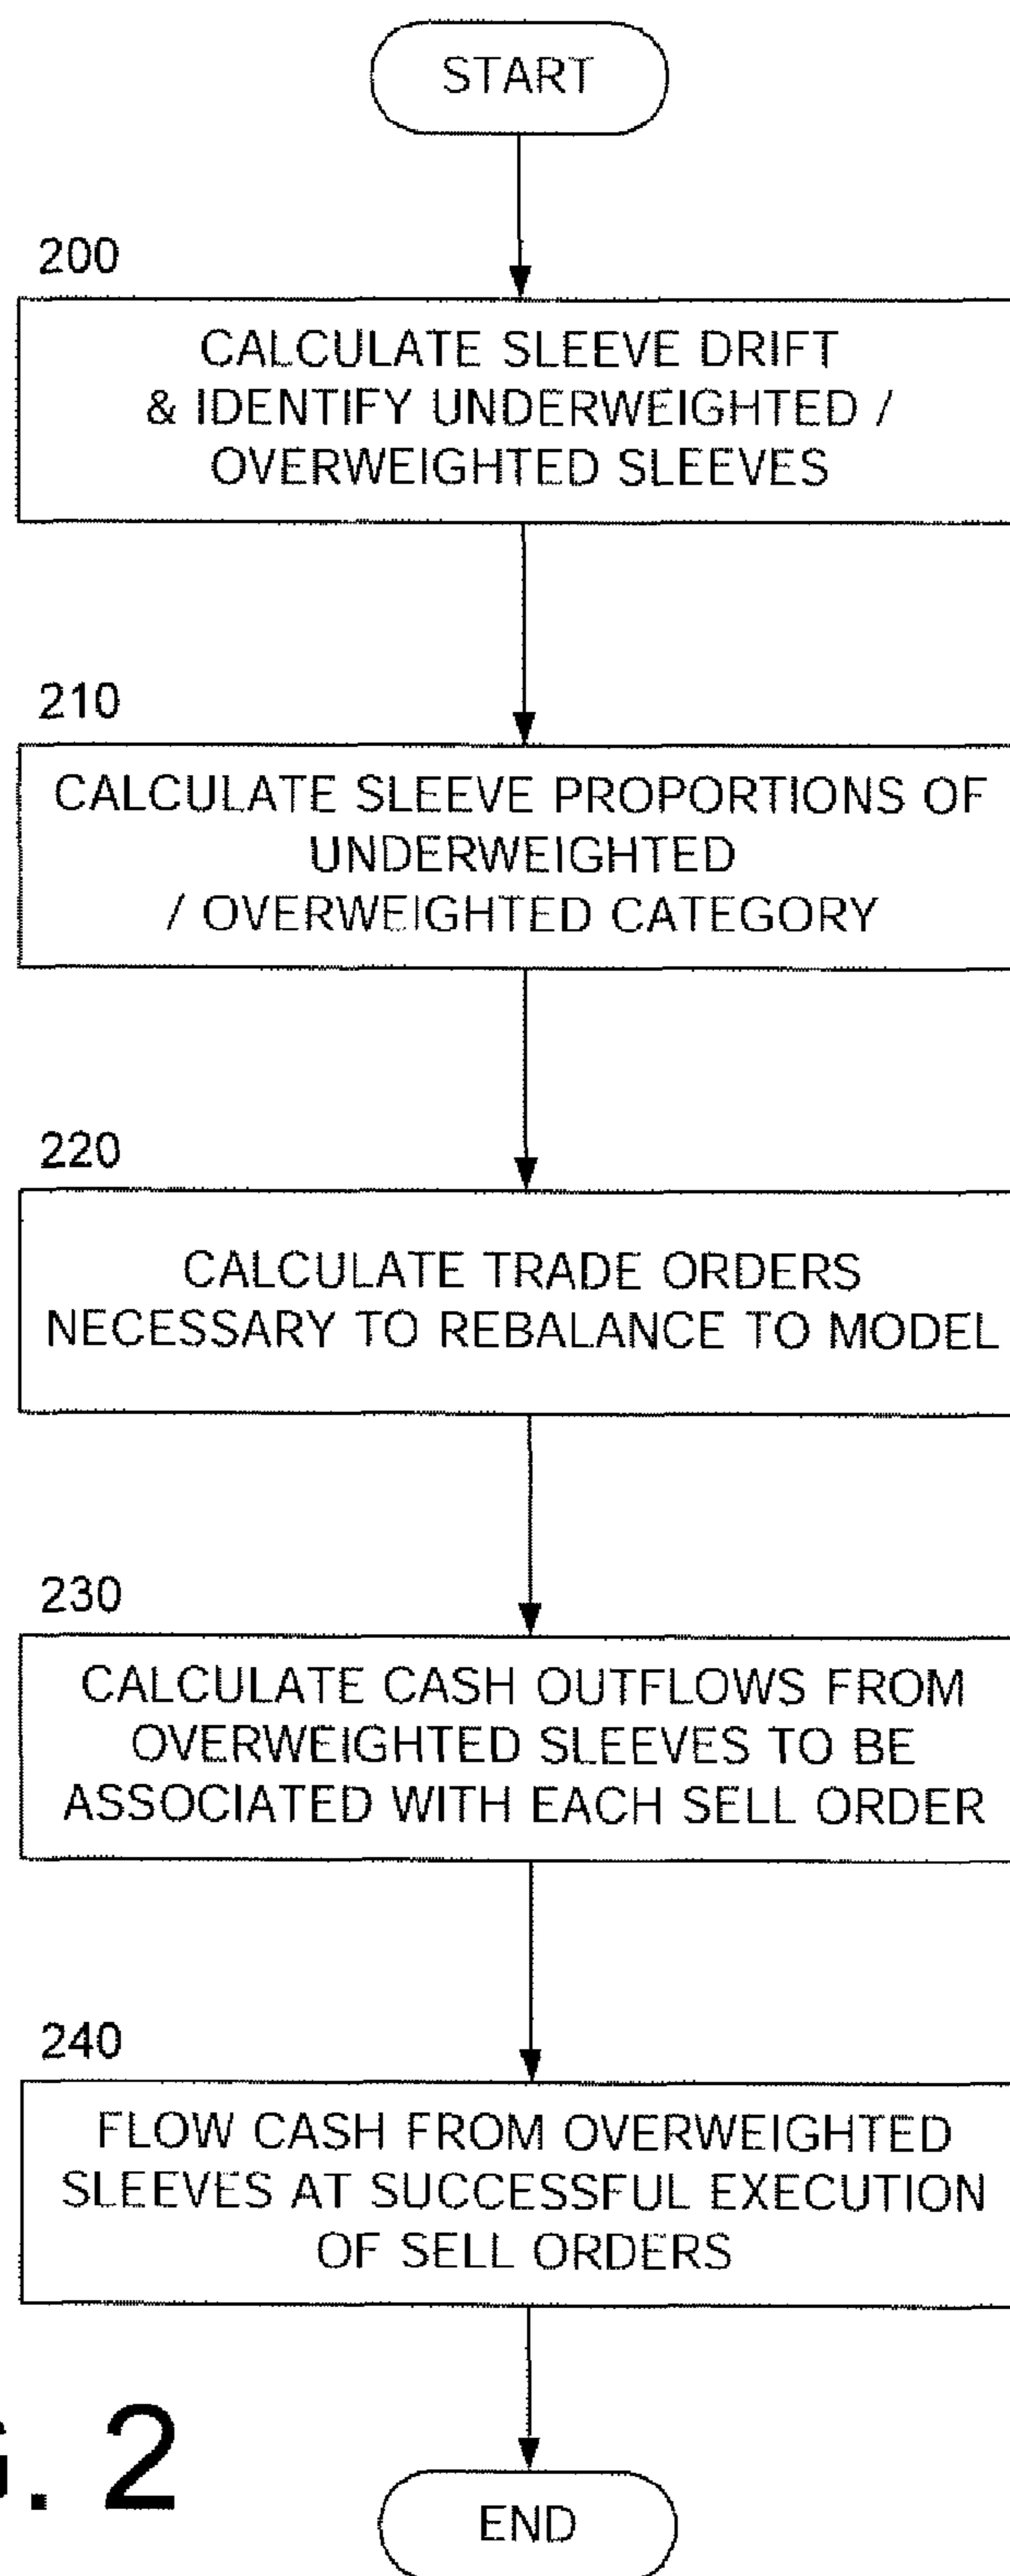 START
200
CALCULATE SLEEVE DRIFT
& IDENTIFY UNDERWEIGHTED /
OVERWEIGHTED SLEEVES
210
CALCULATE SLEEVE PROPORTIONS OF
UNDERWEIGHTED
/ OVERWEIGHTED CATEGORY
220
CALCULATE TRADE ORDERS
NECESSARY TO REBALANCE TO MODEL
230
CALCULATE CASH OUTFLOWS FROM
OVERWEIGHTED SLEEVES TO BE
ASSOCIATED WITH EACH SELL ORDER
240
FLOW CASH FROM OVERWEIGHTED
SLEEVES AT SUCCESSFUL EXECUTION
OF SELL ORDERS
G. 2
END